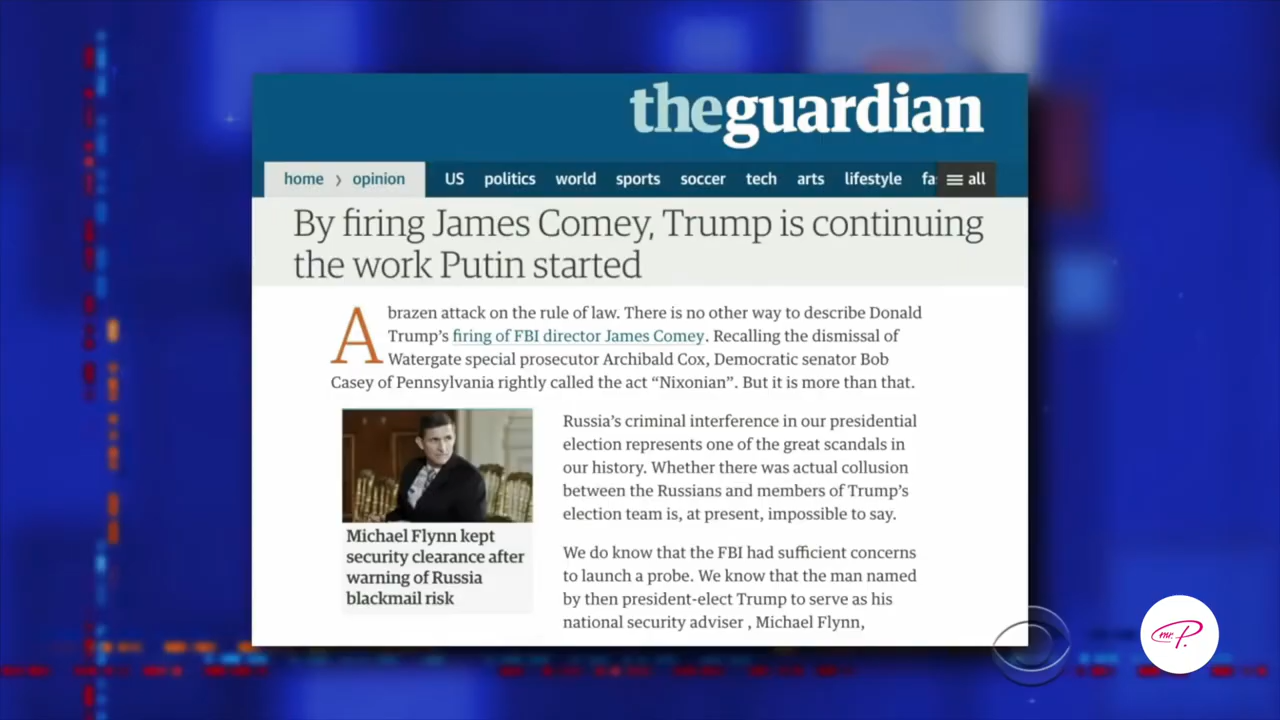 theguardian
home › opinion US politics world sports soccer tech arts lifestyle fa all
By firing James Comey, Trump is continuing
the work Putin started
A brazen attack on the rule of law. There is no other way to describe Donald
Trump’s firing of FBI director James Comey. Recalling the dismissal of
Watergate special prosecutor Archibald Cox, Democratic senator Bob
Casey of Pennsylvania rightly called the act “Nixonian”. But it is more than that.
Michael Flynn kept
security clearance after
warning of Russia
blackmail risk
Russia’s criminal interference in our presidential
election represents one of the great scandals in
our history. Whether there was actual collusion
between the Russians and members of Trump’s
election team is, at present, impossible to say.
We do know that the FBI had sufficient concerns
to launch a probe. We know that the man named
by then president-elect Trump to serve as his
national security adviser , Michael Flynn,
mr. P.